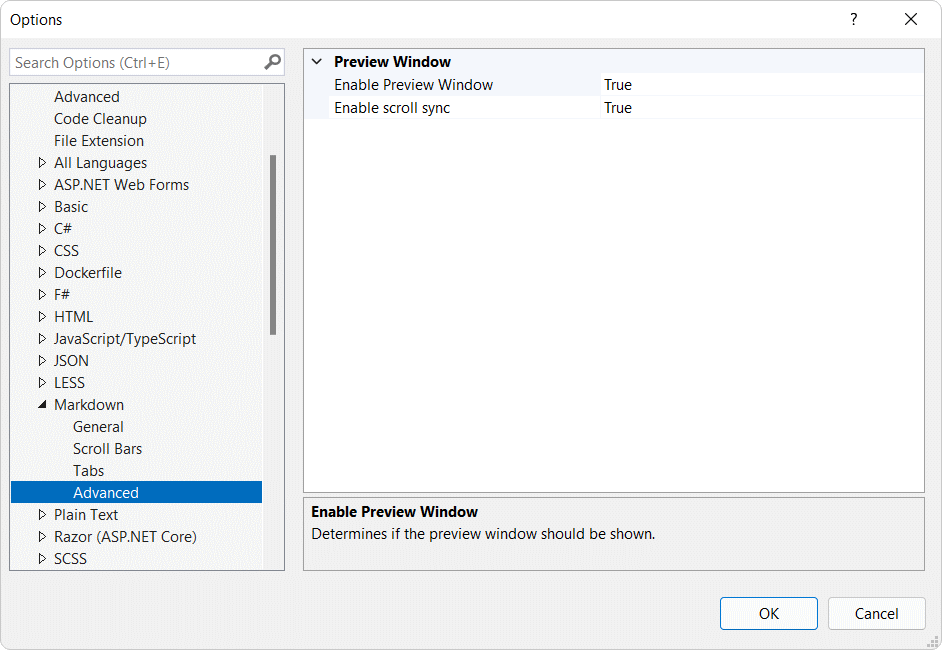 Options
?
Search Options (Ctrl+E)
Advanced
Code Cleanup
File Extension
All Languages
ASP.NET Web Forms
Basic
C#
CSS
Dockerfile
F#
HTML
JavaScript/TypeScript
JSON
LESS
Markdown
General
Scroll Bars
Tabs
Advanced
Plain Text
Razor (ASP.NET Core)
SCSS
Preview Window
Enable Preview Window True
Enable scroll sync True
Enable Preview Window
Determines if the preview window should be shown.
OK Cancel